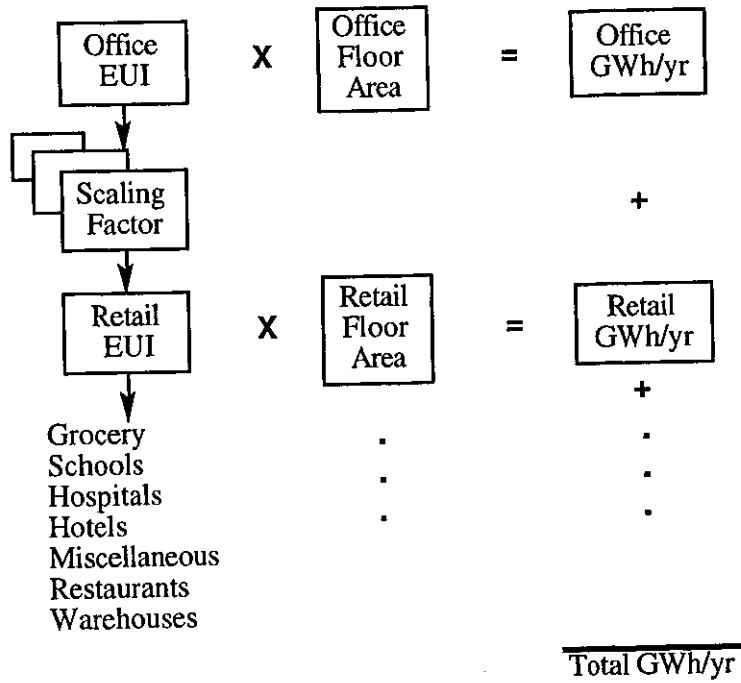 Office
EUI
X
Office
Floor
Area
=
Office
GWh/yr
Scaling
Factor
+
Retail
EUI
X
Retail
Floor
Area
=
Retail
GWh/yr
+
Grocery
Schools
Hospitals
Hotels
Miscellaneous
Restaurants
Warehouses
Total GWh/yr